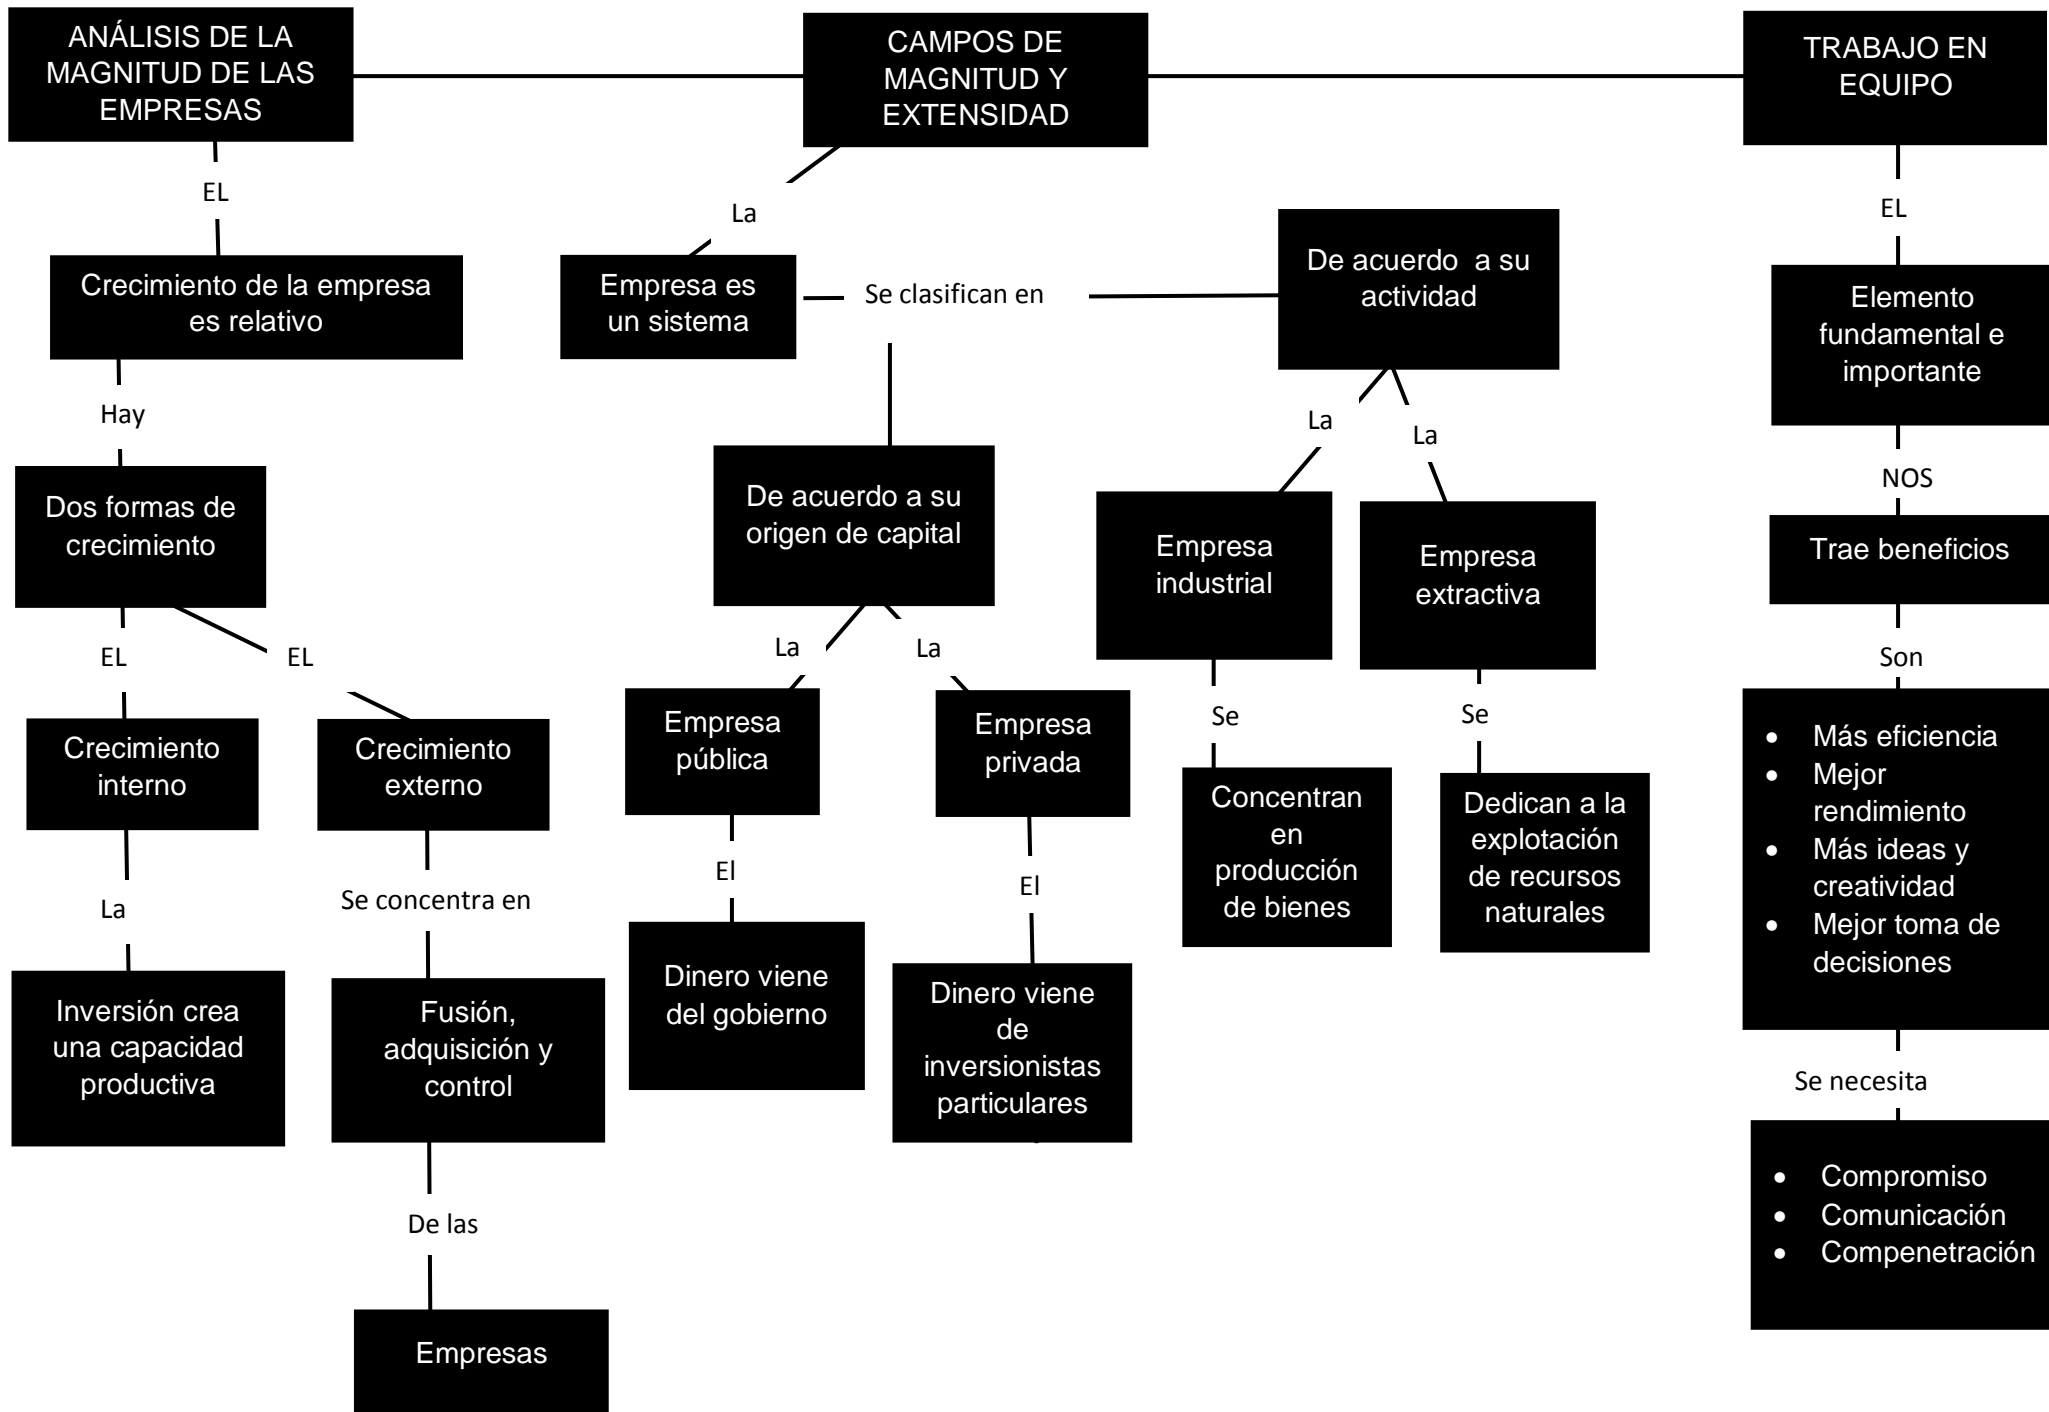 ANÁLISIS DE LA
MAGNITUD DE LAS
EMPRESAS
CAMPOS DE
MAGNITUD Y
EXTENSIDAD
TRABAJO EN
EQUIPO
EL
Crecimiento de la empresa
es relativo
Hay
Dos formas de
crecimiento
EL
EL
Crecimiento
interno
Crecimiento
externo
La
Inversión crea
una capacidad
productiva
Se concentra en
Fusión,
adquisición y
control
De las
Empresas
La
Empresa es
un sistema
Se clasifican en
De acuerdo a su
origen de capital
La
La
Empresa
pública
Empresa
privada
El
Dinero viene
del gobierno
El
Dinero viene
de
inversionistas
particulares
De acuerdo  a su
actividad
La
La
Empresa
industrial
Empresa
extractiva
Se
Concentran
en
producción
de bienes
Se
Dedican a la
explotación
de recursos
naturales
EL
Elemento
fundamental e
importante
NOS
Trae beneficios
Son
• Más eficiencia
• Mejor
rendimiento
• Más ideas y
creatividad
• Mejor toma de
decisiones
Se necesita
• Compromiso
• Comunicación
• Compenetración